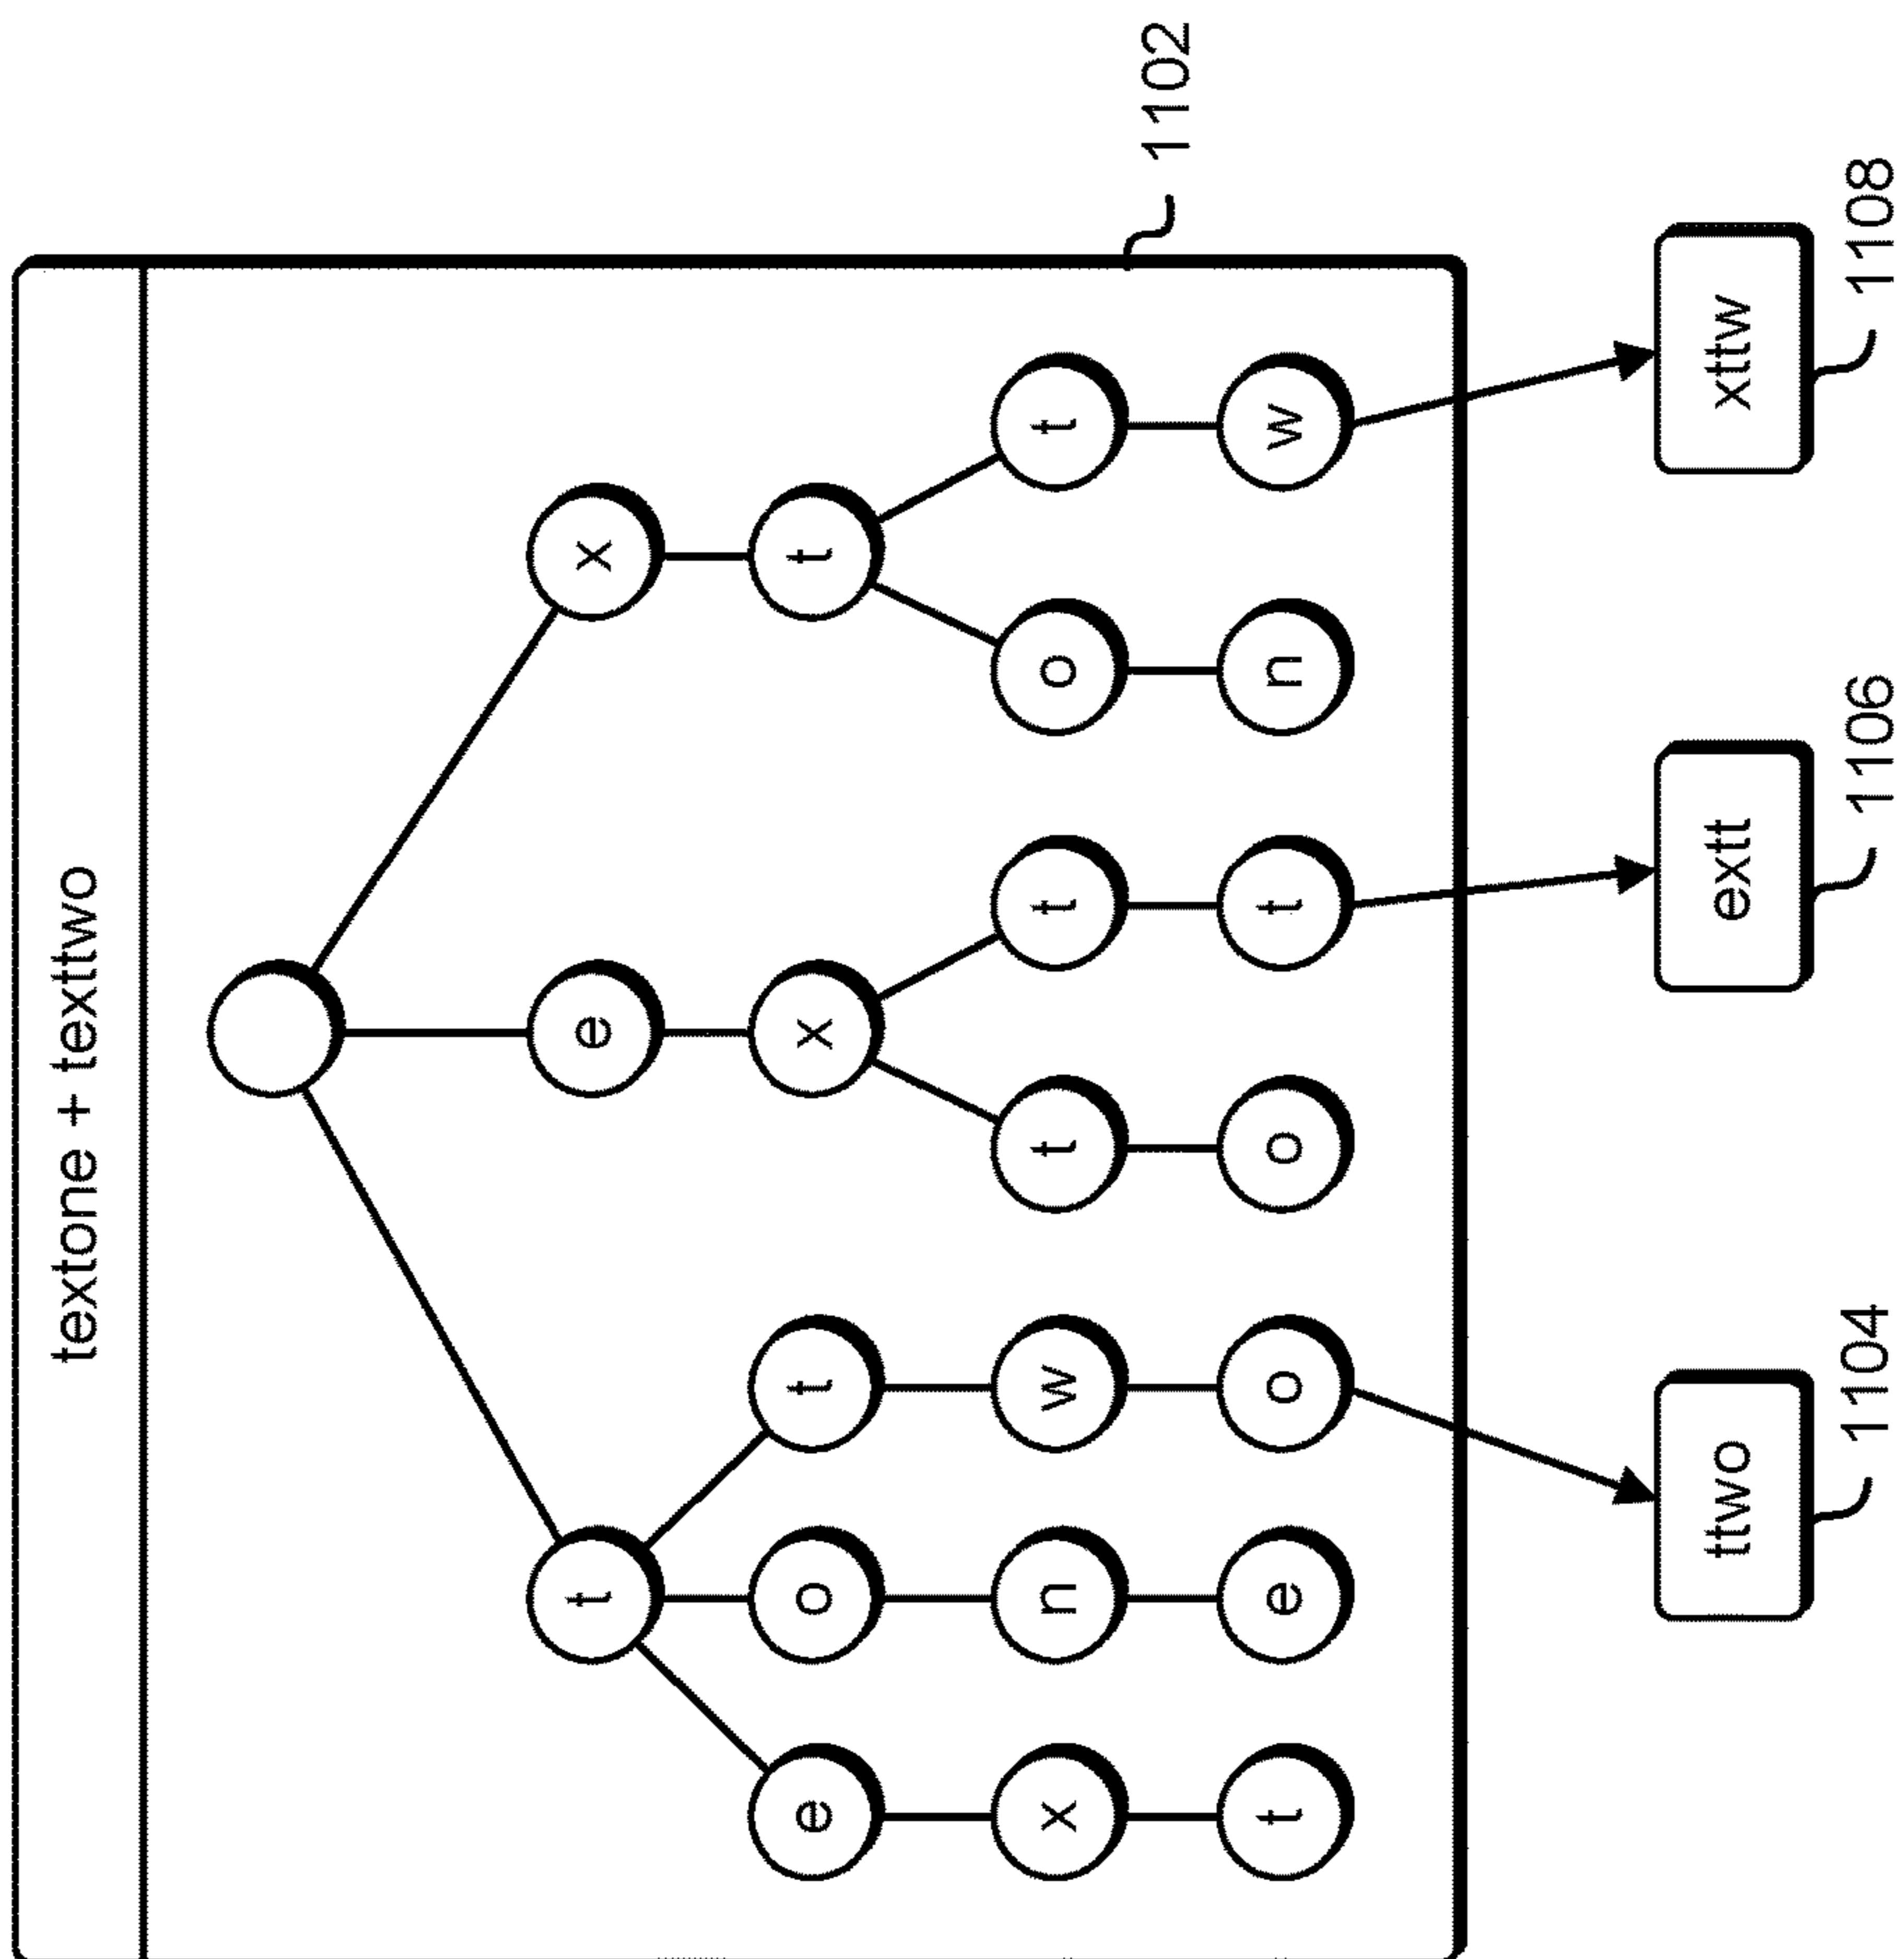 textone + texttwo
t e x
e o t x t
x n w t t o t
t e o o t n w
1102
ttwo extt xttw
1104 1106 1108